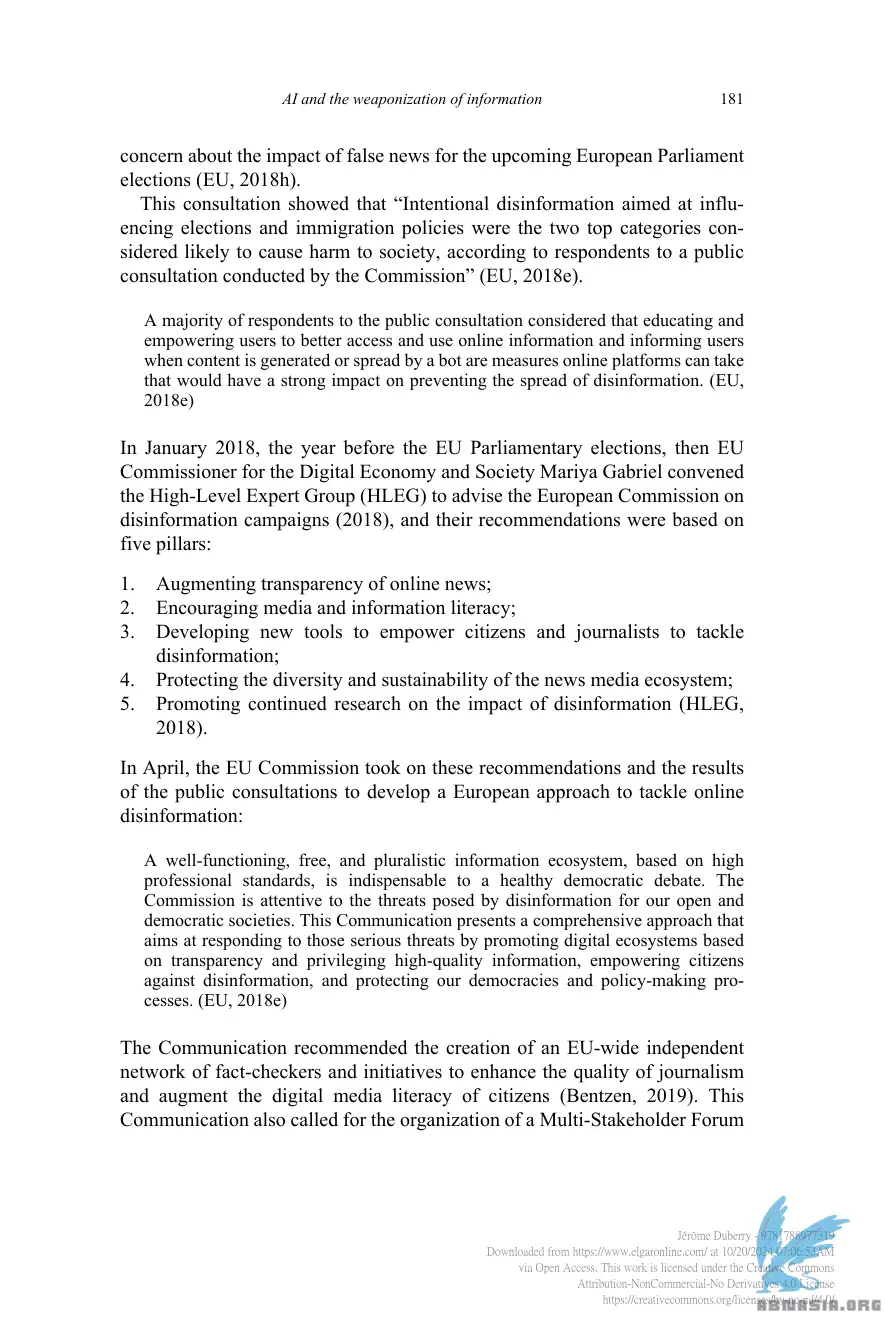 AI and the weaponization of information 181
concern about the impact of false news for the upcoming European Parliament
elections (EU, 2018h).
This consultation showed that “Intentional disinformation aimed at influ-
encing elections and immigration policies were the two top categories con-
sidered likely to cause harm to society, according to respondents to a public
consultation conducted by the Commission” (EU, 2018e).
A majority of respondents to the public consultation considered that educating and
empowering users to better access and use online information and informing users
when content is generated or spread by a bot are measures online platforms can take
that would have a strong impact on preventing the spread of disinformation. (EU,
2018e)
In January 2018, the year before the EU Parliamentary elections, then EU
Commissioner for the Digital Economy and Society Mariya Gabriel convened
the High-Level Expert Group (HLEG) to advise the European Commission on
disinformation campaigns (2018), and their recommendations were based on
five pillars:
1. Augmenting transparency of online news;
2. Encouraging media and information literacy;
3. Developing new tools to empower citizens and journalists to tackle
disinformation;
4. Protecting the diversity and sustainability of the news media ecosystem;
5. Promoting continued research on the impact of disinformation (HLEG,
2018).
In April, the EU Commission took on these recommendations and the results
of the public consultations to develop a European approach to tackle online
disinformation:
A well-functioning, free, and pluralistic information ecosystem, based on high
professional standards, is indispensable to a healthy democratic debate. The
Commission is attentive to the threats posed by disinformation for our open and
democratic societies. This Communication presents a comprehensive approach that
aims at responding to those serious threats by promoting digital ecosystems based
on transparency and privileging high-quality information, empowering citizens
against disinformation, and protecting our democracies and policy-making pro-
cesses. (EU, 2018e)
The Communication recommended the creation of an EU-wide independent
network of fact-checkers and initiatives to enhance the quality of journalism
and augment the digital media literacy of citizens (Bentzen, 2019). This
Communication also called for the organization of a Multi-Stakeholder Forum
Jérôme Duberry - 9781788977319
Downloaded from https://www.elgaronline.com/ at 10/20/2024 07:06:53AM
via Open Access. This work is licensed under the Creative Commons
Attribution-NonCommercial-No Derivatives 4.0 License
https://creativecommons.org/licenses/by-nc-nd/4.0/
ABTWASIA.ORG